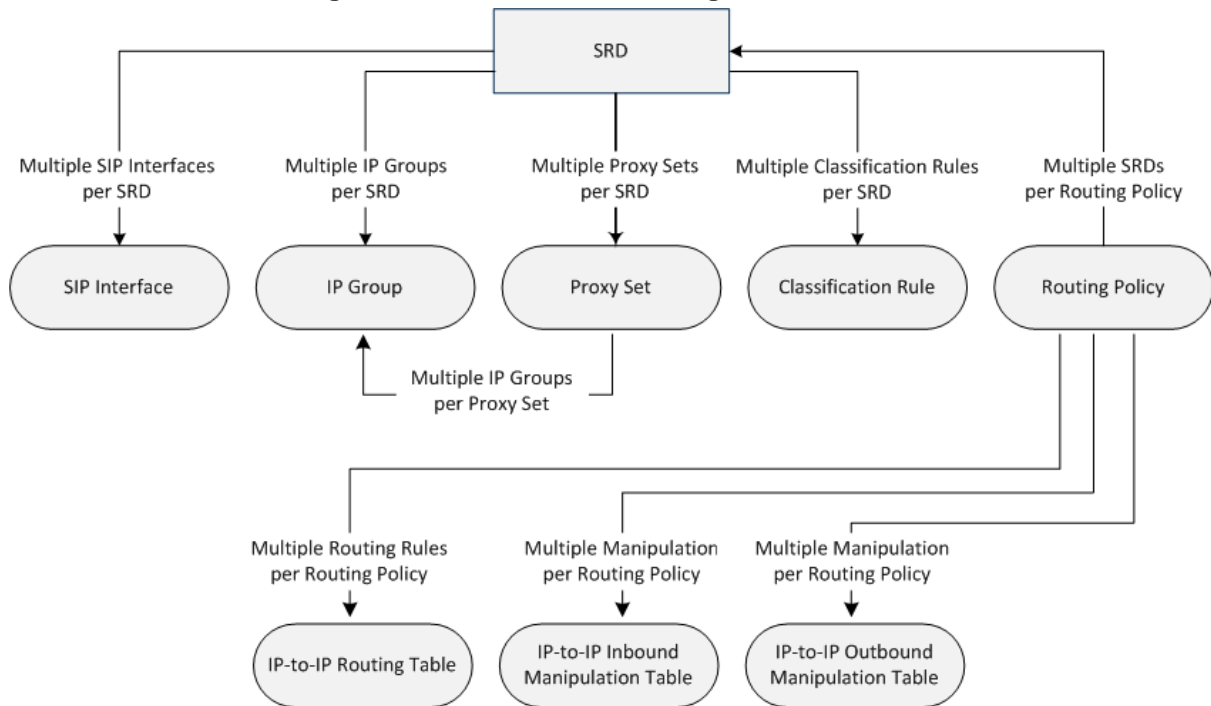 SRD
Multiple SIP Interfaces
per SRD
Multiple IP Groups
per SRD
Multiple Proxy Sets
per SRD
Multiple Classification Rules
per SRD
Multiple SRDs
per Routing Policy
SIP Interface
IP Group
Proxy Set
Classification Rule
Routing Policy
Multiple IP Groups
per Proxy Set
Multiple Routing Rules
per Routing Policy
Multiple Manipulation
per Routing Policy
Multiple Manipulation
per Routing Policy
IP-to-IP Routing Table
IP-to-IP Inbound
Manipulation Table
IP-to-IP Outbound
Manipulation Table